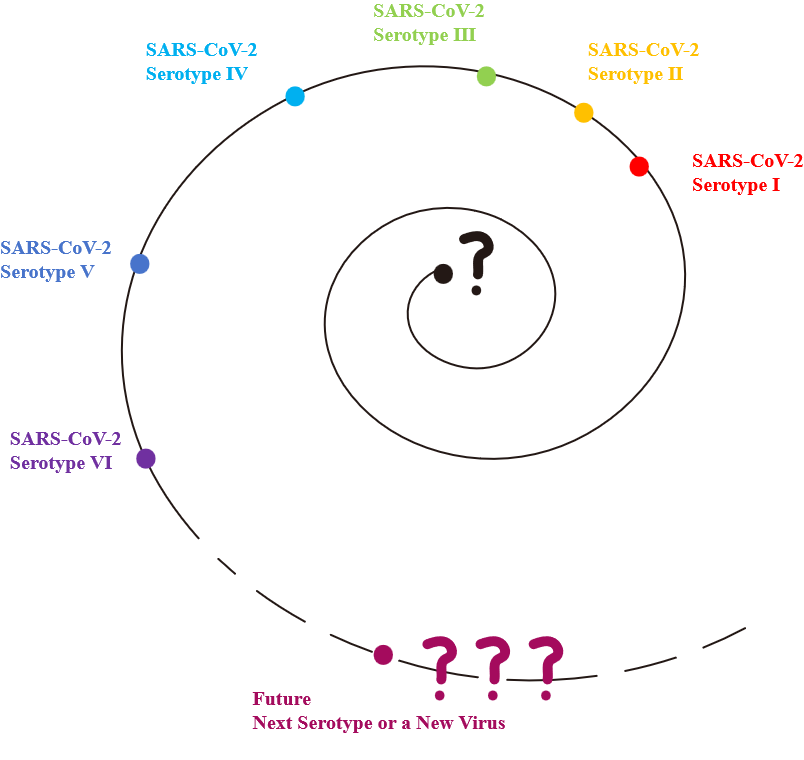 SARS-CoV-2
Serotype III
SARS-CoV-2
Serotype IV
SARS-CoV-2
Serotype II
SARS-CoV-2
Serotype I
SARS-CoV-2
Serotype V
?
SARS-CoV-2
Serotype VI
???
Future
Next Serotype or a New Virus